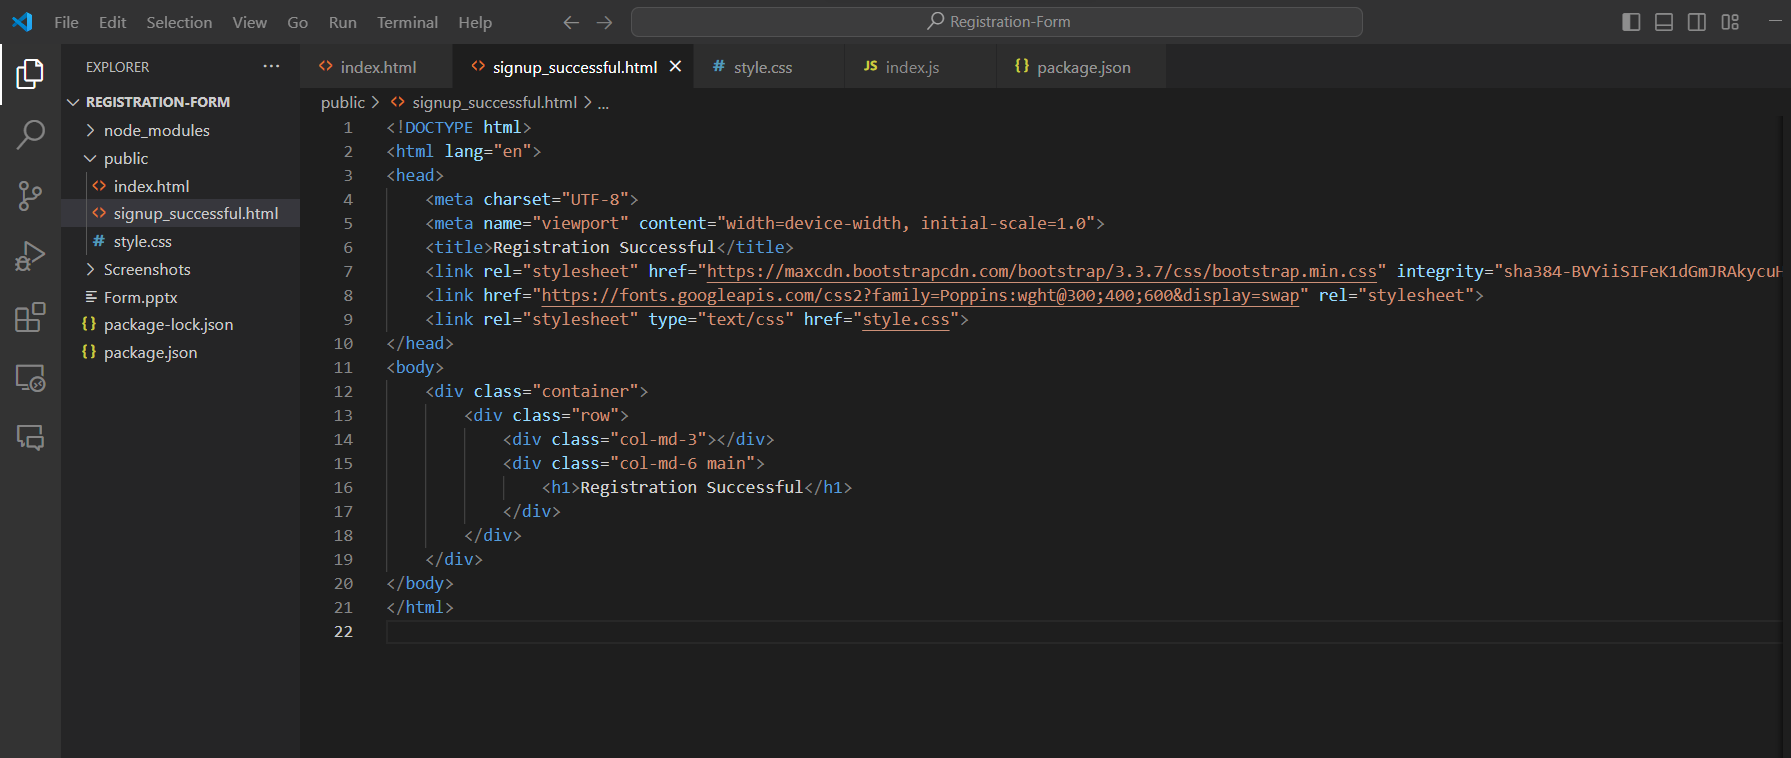 File Edit Selection View Go Run Terminal Help
Registration-Form
EXPLORER
REGISTRATION-FORM
node_modules
public
index.html
signup_successful.html
style.css
Screenshots
Form.pptx
package-lock.json
package.json
index.html signup_successful.html style.css JS index.js package.json
public > signup_successful.html > ...
1 <!DOCTYPE html>
2 <html lang="en">
3 <head>
4 <meta charset="UTF-8">
5 <meta name="viewport" content="width=device-width, initial-scale=1.0">
6 <title>Registration Successful</title>
7 <link rel="stylesheet" href="https://maxcdn.bootstrapcdn.com/bootstrap/3.3.7/css/bootstrap.min.css" integrity="sha384-BVYiiSIFeK1dGmJRAkycuH
8 <link href="https://fonts.googleapis.com/css2?family=Poppins:wght@300;400;600&display=swap" rel="stylesheet">
9 <link rel="stylesheet" type="text/css" href="style.css">
10 </head>
11 <body>
12 <div class="container">
13 <div class="row">
14 <div class="col-md-3"></div>
15 <div class="col-md-6 main">
16 <h1>Registration Successful</h1>
17 </div>
18 </div>
19 </div>
20 </body>
21 </html>
22